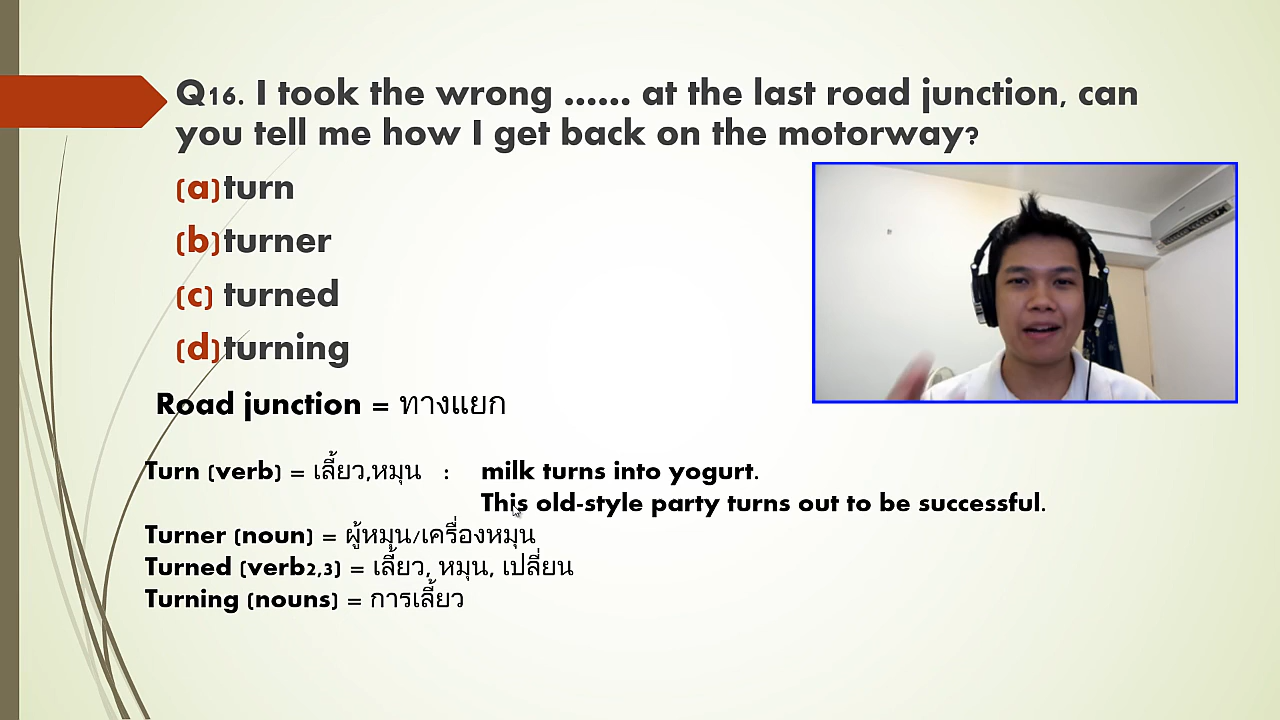 Q16. I took the wrong ...... at the last road junction, can
you tell me how I get back on the motorway?
(a)turn
(b)turner
(c) turned
(d)turning
Road junction = ทางแยก
Turn (verb) = เลี้ยว,หมุน : milk turns into yogurt.
This old-style party turns out to be successful.
Turner (noun) = ผู้หมุน/เครื่องหมุน
Turned (verb2,3) = เลี้ยว, หมุน, เปลี่ยน
Turning (nouns) = การเลี้ยว